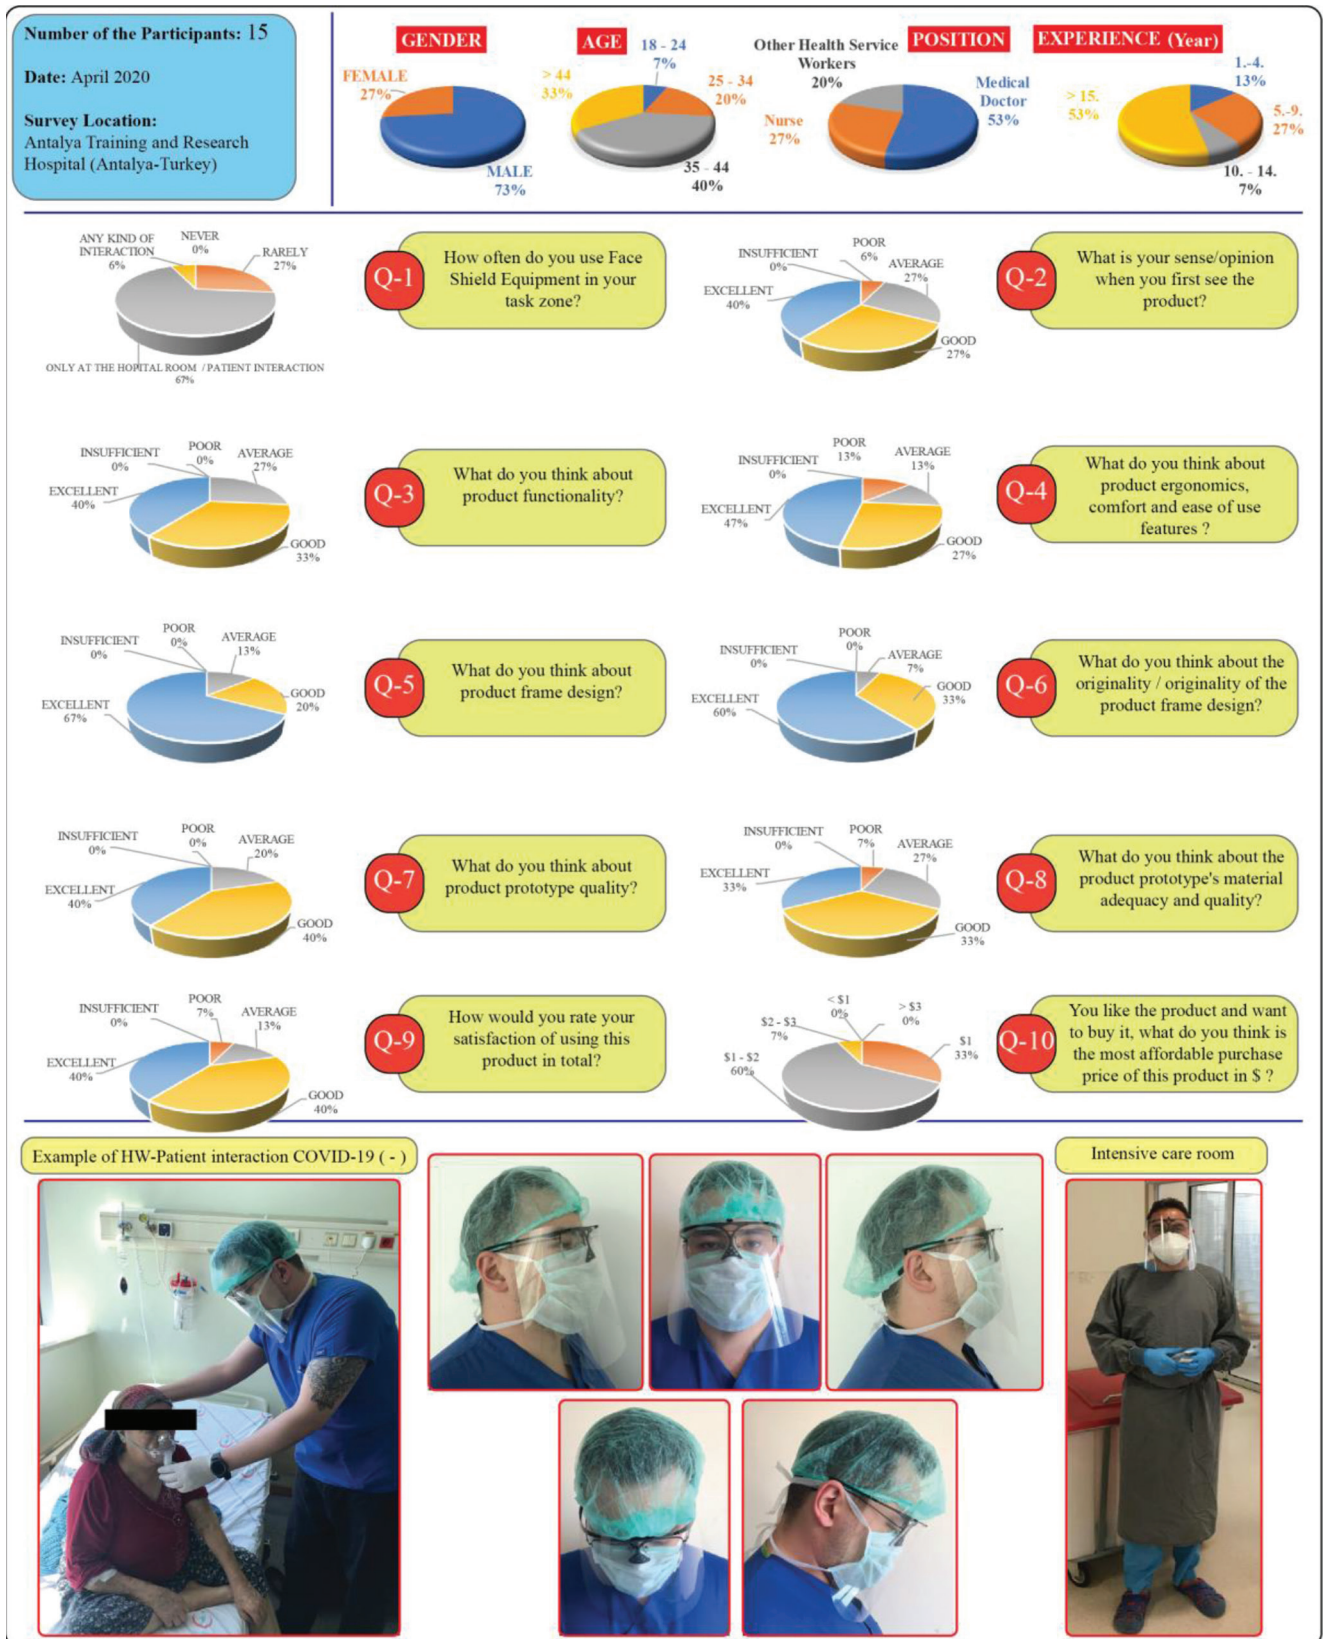 Number of the Participants: 15
Date: April 2020
Survey Location:
Antalya Training and Research
Hospital (Antalya-Turkey)
GENDER
FEMALE
27%
MALE
73%
AGE
18 - 24
7%
25 - 34
20%
35 - 44
40%
> 44
33%
POSITION
Other Health Service
Workers
20%
Medical
Doctor
53%
Nurse
27%
EXPERIENCE (Year)
1.-4.
13%
5.-9.
27%
10. - 14.
7%
> 15.
53%
ANY KIND OF
INTERACTION
6%
NEVER
0%
RARELY
27%
ONLY AT THE HOPITAL ROOM / PATIENT INTERACTION
67%
Q-1
How often do you use Face
Shield Equipment in your
task zone?
INSUFFICIENT
0%
POOR
6%
AVERAGE
27%
EXCELLENT
40%
GOOD
27%
Q-2
What is your sense/opinion
when you first see the
product?
INSUFFICIENT
0%
POOR
0%
AVERAGE
27%
EXCELLENT
40%
GOOD
33%
Q-3
What do you think about
product functionality?
INSUFFICIENT
0%
POOR
13%
AVERAGE
13%
EXCELLENT
47%
GOOD
27%
Q-4
What do you think about
product ergonomics,
comfort and ease of use
features ?
INSUFFICIENT
0%
POOR
0%
AVERAGE
13%
EXCELLENT
67%
GOOD
20%
Q-5
What do you think about
product frame design?
INSUFFICIENT
0%
POOR
0%
AVERAGE
7%
EXCELLENT
60%
GOOD
33%
Q-6
What do you think about the
originality / originality of the
product frame design?
INSUFFICIENT
0%
POOR
0%
AVERAGE
20%
EXCELLENT
40%
GOOD
40%
Q-7
What do you think about
product prototype quality?
INSUFFICIENT
0%
POOR
7%
AVERAGE
27%
EXCELLENT
33%
GOOD
33%
Q-8
What do you think about the
product prototype's material
adequacy and quality?
INSUFFICIENT
0%
POOR
7%
AVERAGE
13%
EXCELLENT
40%
GOOD
40%
Q-9
How would you rate your
satisfaction of using this
product in total?
< $1
0%
> $3
0%
$2 - $3
7%
$1
33%
$1 - $2
60%
Q-10
You like the product and want
to buy it, what do you think is
the most affordable purchase
price of this product in $ ?
Example of HW-Patient interaction COVID-19 ( - )
Intensive care room